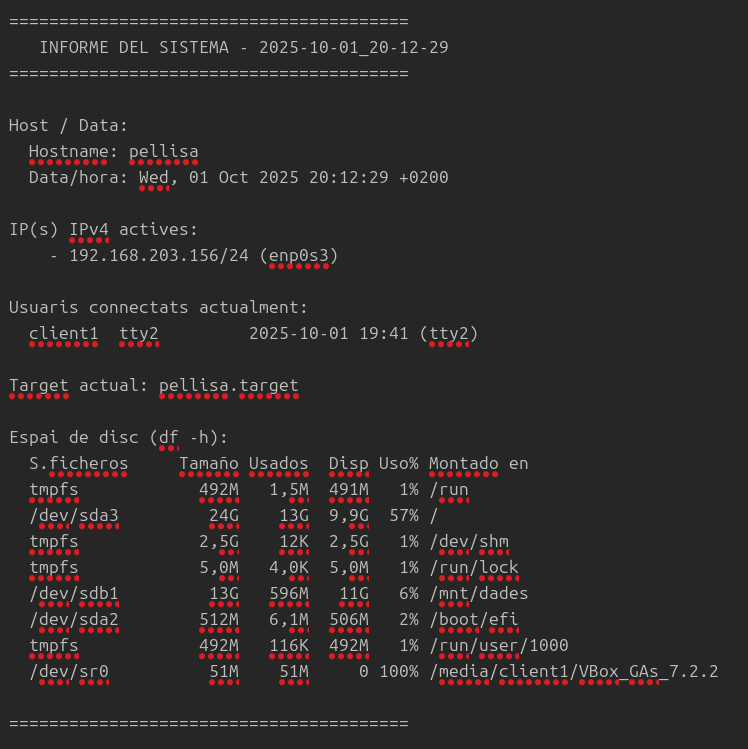 ========================================
   INFORME DEL SISTEMA - 2025-10-01_20-12-29
========================================

Host / Data:
  Hostname: pellisa
  Data/hora: Wed, 01 Oct 2025 20:12:29 +0200

IP(s) IPv4 actives:
    - 192.168.203.156/24 (enp0s3)

Usuaris connectats actualment:
  client1  tty2         2025-10-01 19:41 (tty2)

Target actual: pellisa.target

Espai de disc (df -h):
  S.ficheros     Tamaño Usados  Disp Uso% Montado en
  tmpfs            492M   1,5M  491M   1% /run
  /dev/sda3         24G    13G  9,9G  57% /
  tmpfs            2,5G    12K  2,5G   1% /dev/shm
  tmpfs            5,0M   4,0K  5,0M   1% /run/lock
  /dev/sdb1         13G   596M   11G   6% /mnt/dades
  /dev/sda2        512M   6,1M  506M   2% /boot/efi
  tmpfs            492M   116K  492M   1% /run/user/1000
  /dev/sr0          51M    51M     0 100% /media/client1/VBox_GAs_7.2.2

========================================